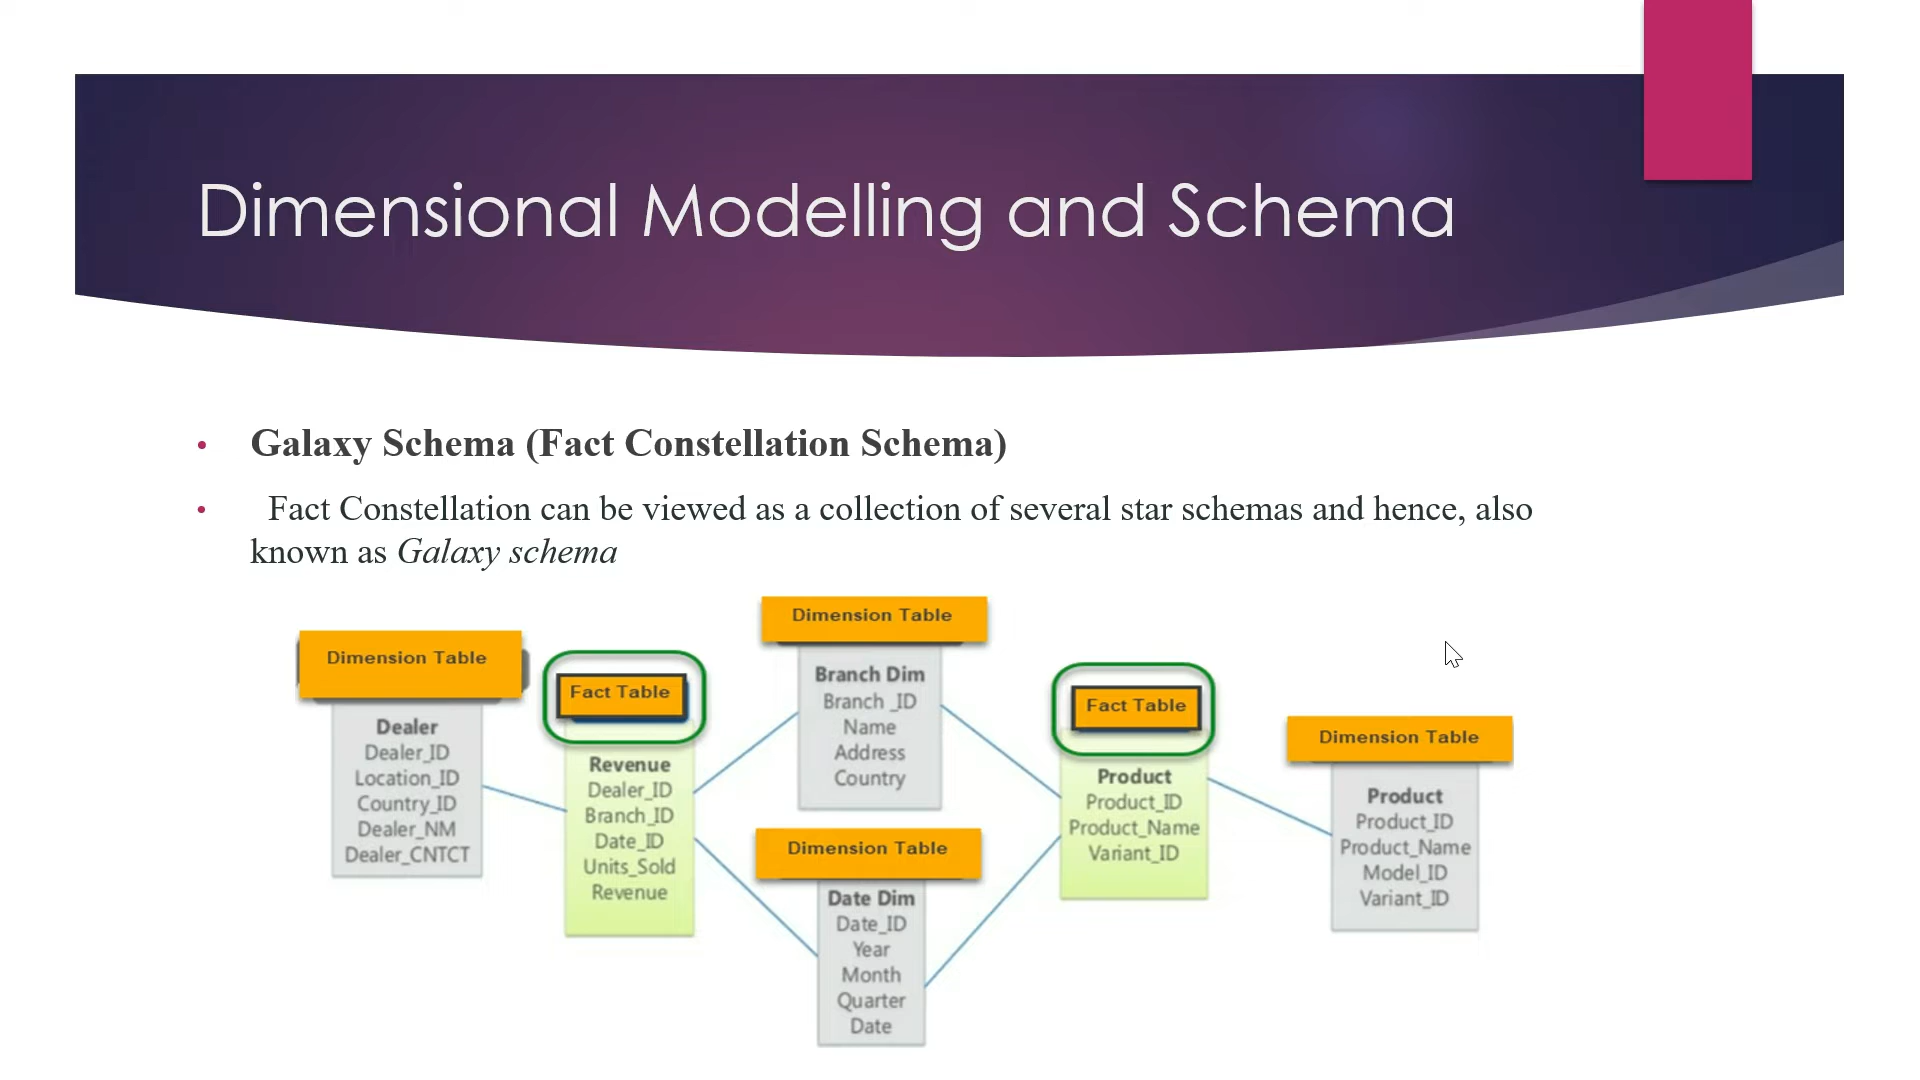 Dimensional Modelling and Schema
• Galaxy Schema (Fact Constellation Schema)
• Fact Constellation can be viewed as a collection of several star schemas and hence, also
known as Galaxy schema
Dimension Table
Dealer
Dealer_ID
Location_ID
Country_ID
Dealer_NM
Dealer_CNTCT
Fact Table
Revenue
Dealer_ID
Branch_ID
Date_ID
Units_Sold
Revenue
Dimension Table
Branch Dim
Branch _ID
Name
Address
Country
Dimension Table
Date Dim
Date_ID
Year
Month
Quarter
Date
Fact Table
Product
Product_ID
Product_Name
Variant_ID
Dimension Table
Product
Product_ID
Product_Name
Model_ID
Variant_ID